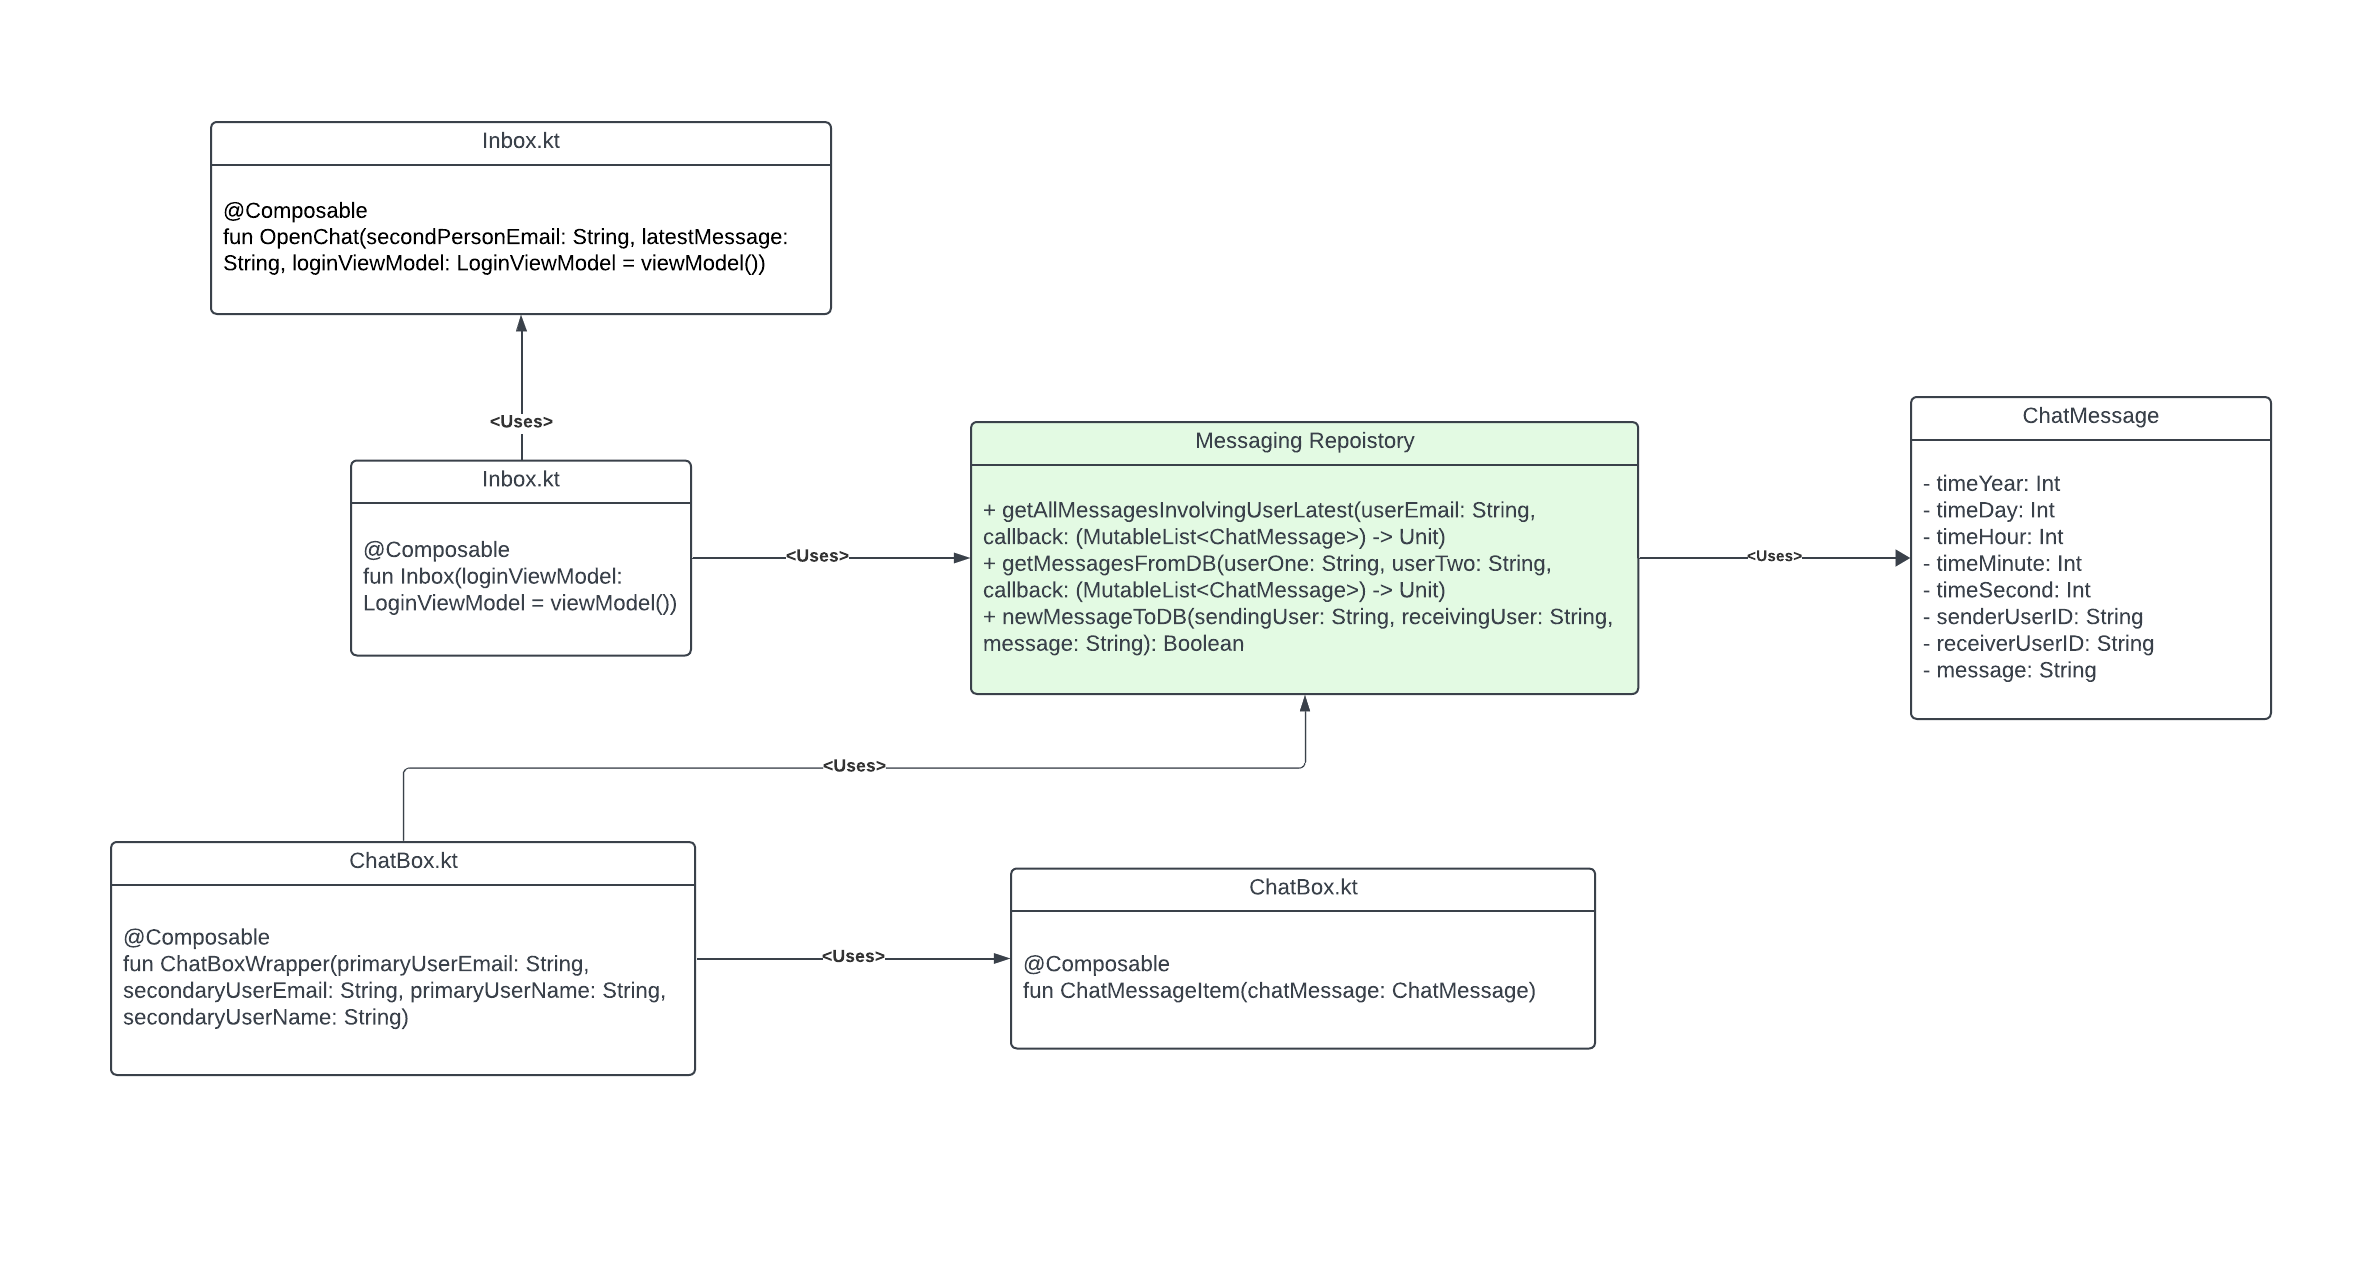 Inbox.kt
@Composable
fun OpenChat(secondPersonEmail: String, latestMessage:
String, loginViewModel: LoginViewModel = viewModel())
<Uses>
Inbox.kt
@Composable
fun Inbox(loginViewModel:
LoginViewModel = viewModel())
<Uses>
Messaging Repoistory
+ getAllMessagesInvolvingUserLatest(userEmail: String,
callback: (MutableList<ChatMessage>) -> Unit)
+ getMessagesFromDB(userOne: String, userTwo: String,
callback: (MutableList<ChatMessage>) -> Unit)
+ newMessageToDB(sendingUser: String, receivingUser: String,
message: String): Boolean
<Uses>
ChatMessage
- timeYear: Int
- timeDay: Int
- timeHour: Int
- timeMinute: Int
- timeSecond: Int
- senderUserID: String
- receiverUserID: String
- message: String
<Uses>
ChatBox.kt
@Composable
fun ChatBoxWrapper(primaryUserEmail: String,
secondaryUserEmail: String, primaryUserName: String,
secondaryUserName: String)
<Uses>
ChatBox.kt
@Composable
fun ChatMessageItem(chatMessage: ChatMessage)